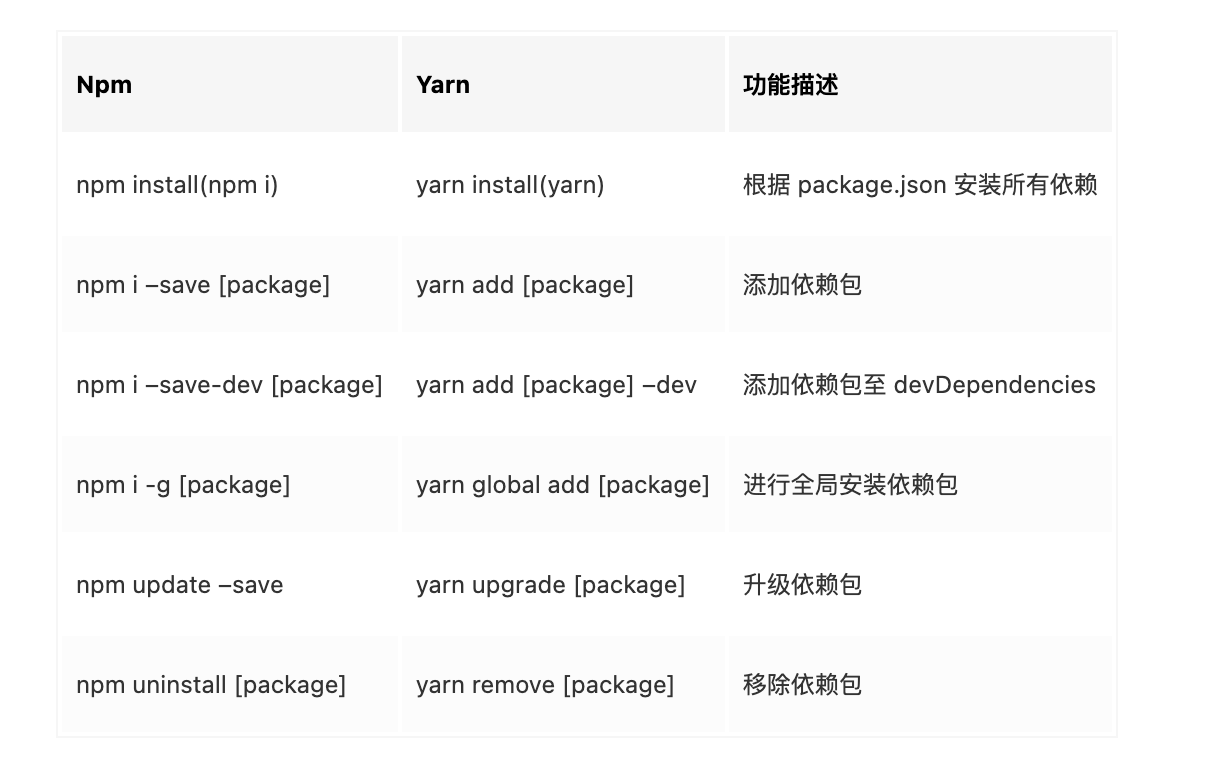 Npm Yarn 功能描述
npm install(npm i) yarn install(yarn) 根据 package.json 安装所有依赖
npm i –save [package] yarn add [package] 添加依赖包
npm i –save-dev [package] yarn add [package] –dev 添加依赖包至 devDependencies
npm i -g [package] yarn global add [package] 进行全局安装依赖包
npm update –save yarn upgrade [package] 升级依赖包
npm uninstall [package] yarn remove [package] 移除依赖包